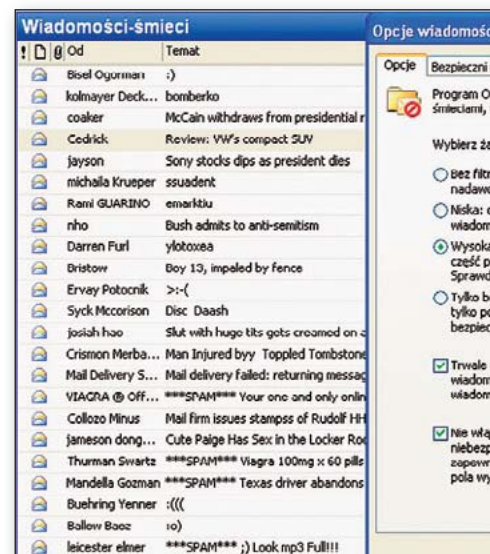 Wiadomości-śmieci
! Od Temat
Bisel Ogorman :)
kolmayer Deck... bomberko
coaker McCain withdraws from presidential r
Cedrick Review: VW's compact SUV
jayson Sony stocks dips as president dies
michaila Krueper ssuadent
Rami GUARINO emarktiu
nho Bush admits to anti-semitism
Darren Furl ylotoxea
Bristow Boy 13, impaled by fence
Ervay Potocnik >:-(
Syck Mccorison Disc Daash
josiah hao Slut with huge tits gets creamed on a
Crismon Merba... Man Injured byy Toppled Tombstone
Mail Delivery S... Mail delivery failed: returning messag
VIAGRA ® Off... ***SPAM*** Your one and only onlin
Collozo Minus Mail firm issues stampss of Rudolf HH
jameson dong... Cute Paige Has Sex in the Locker Roo
Thurman Swartz ***SPAM*** Viagra 100mg x 60 pills
Mandella Gozman ***SPAM*** Texas driver abandons
Buehring Yenner :(((
Ballow Baez :o)
leicester elmer ***SPAM*** ;) Look mp3 Full!!!
Opcje wiadomośc
Opcje Bezpieczni
Program O
śmieciami,
Wybierz żą
Bez filtr
nadawc
Niska: 
wiadom
Wysoka
część p
Sprawd
Tylko be
tylko po
bezpiec
Trwale
wiadom
wiadom
Nie włąc
niebezp
zapewn
pola wy